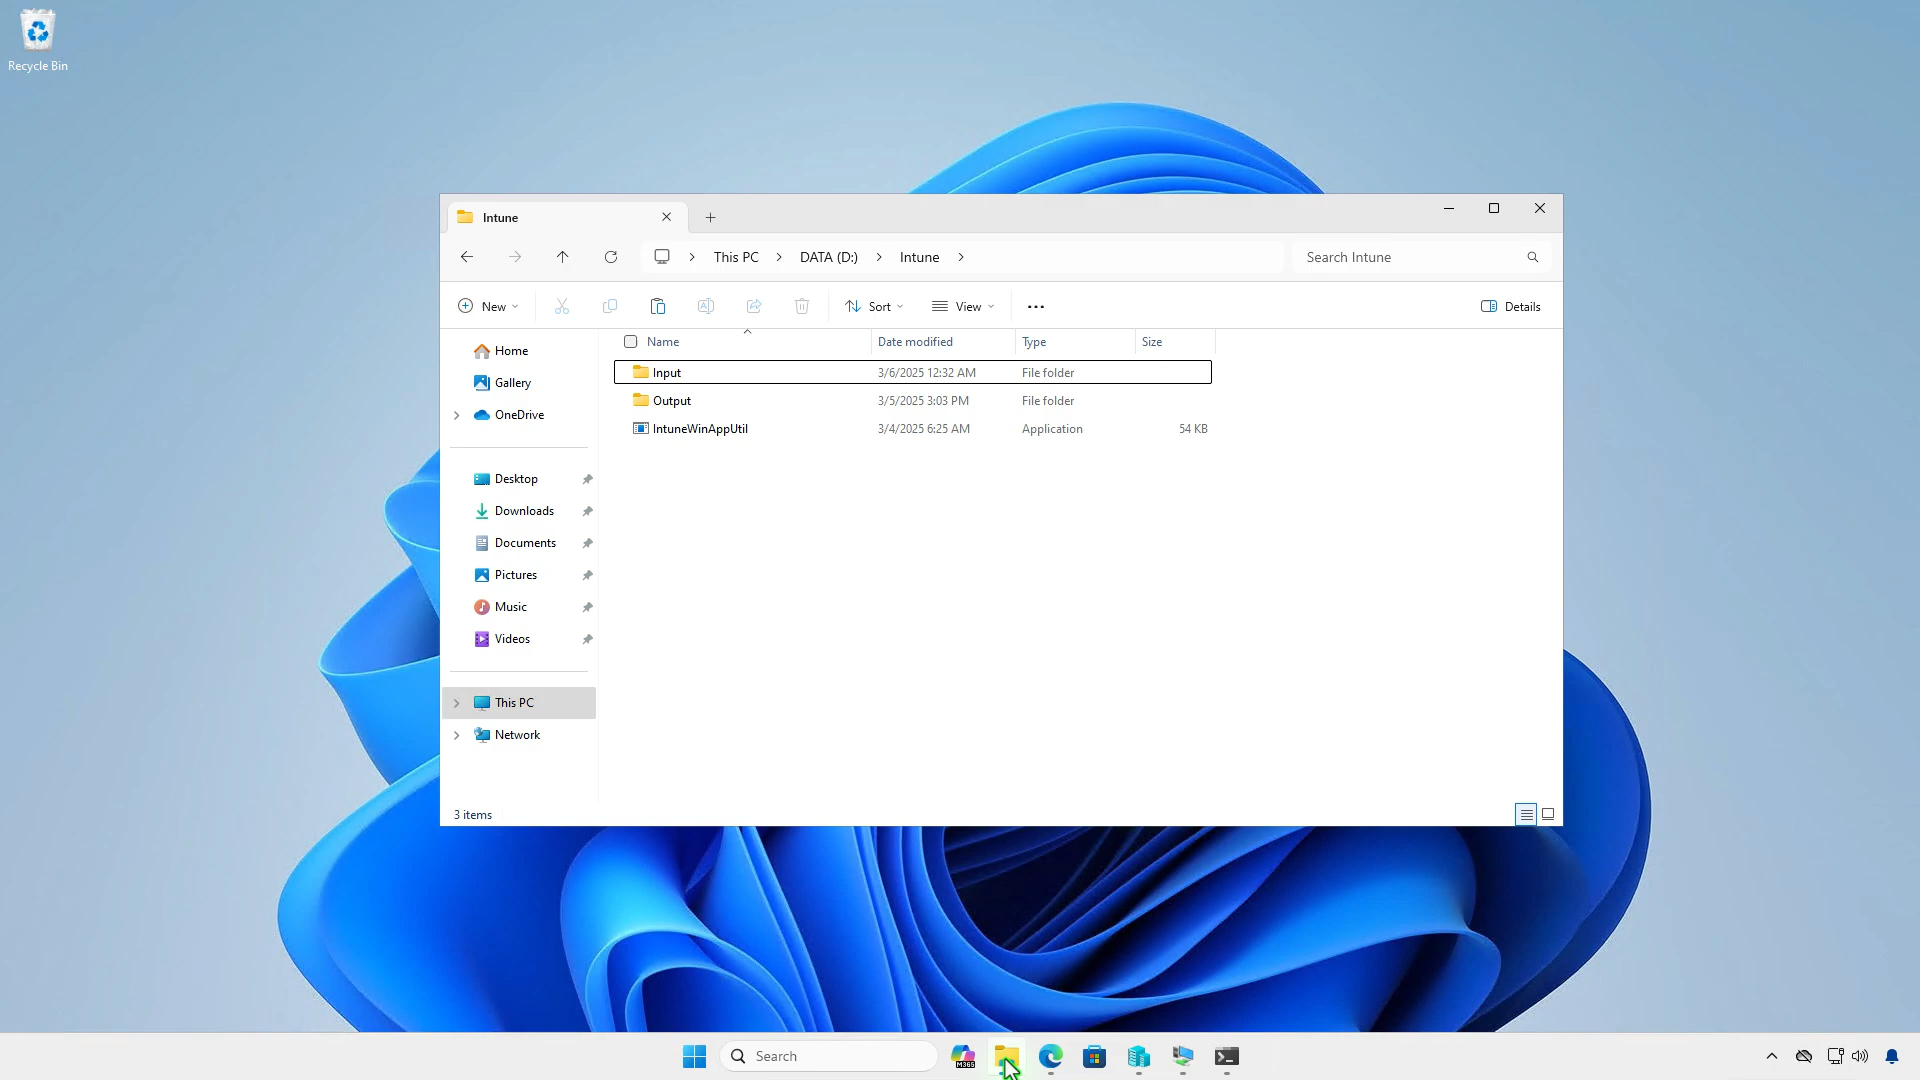 Recycle Bin
Intune
This PC
DATA (D:)
Intune
Search Intune
New
Sort
View
Details
Name Date modified Type Size
Input 3/6/2025 12:32 AM File folder
Output 3/5/2025 3:03 PM File folder
IntuneWinAppUtil 3/4/2025 6:25 AM Application 54 KB
Home
Gallery
OneDrive
Desktop
Downloads
Documents
Pictures
Music
Videos
This PC
Network
3 items
Search
M365